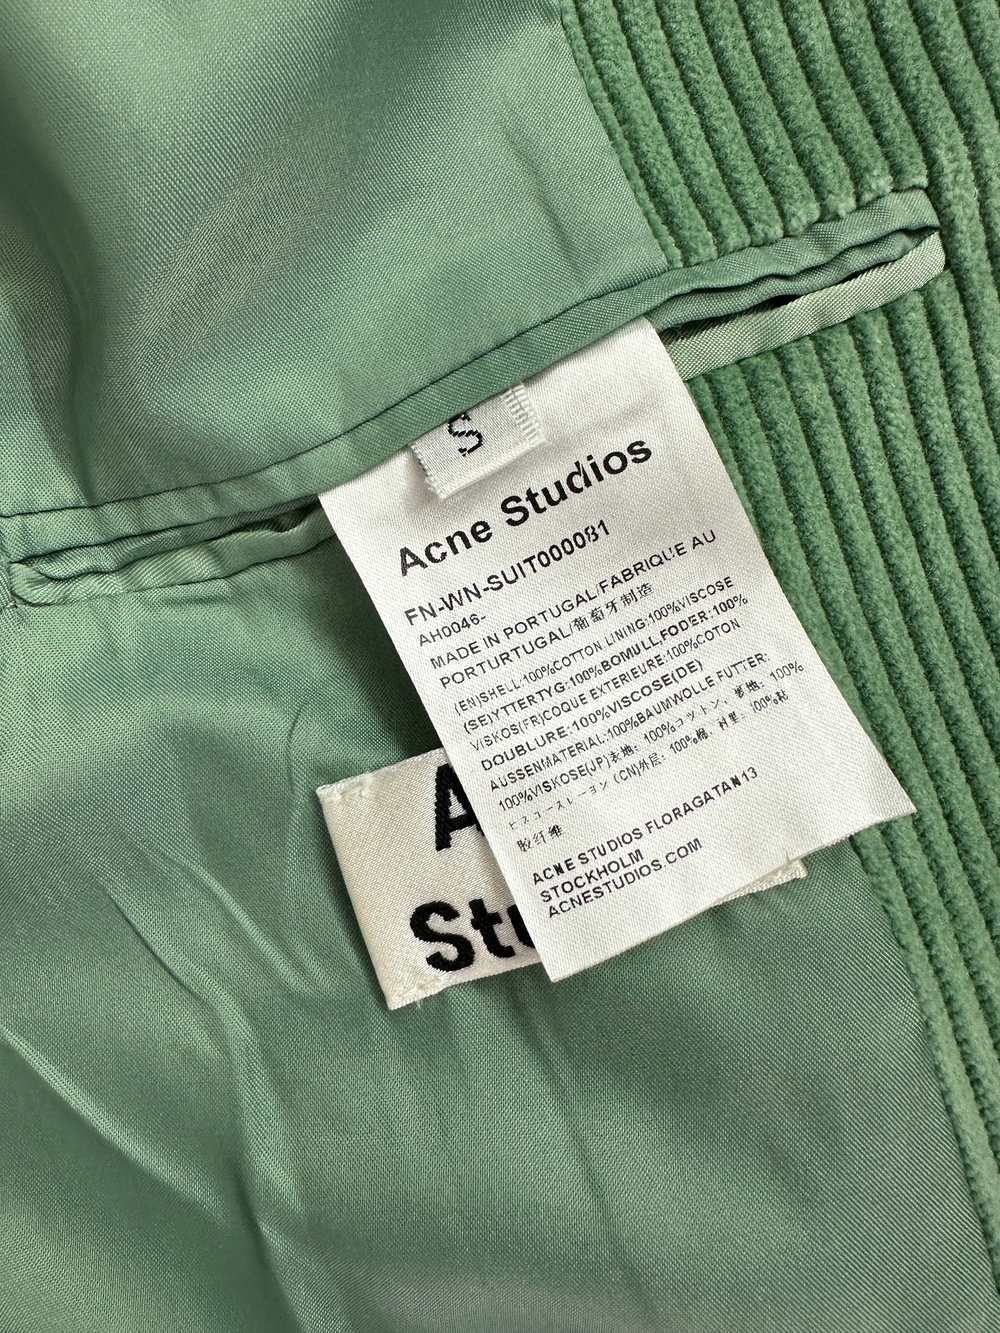 S
Acne Studios
FN-WN-SUIT000081
AH0046-
MADE IN PORTUGAL/FABRIQUE AU
PORTURTUGAL/葡萄牙制造
(EN)SHELL:100%COTTON,LINING:100%VISCOSE
(SE)YTTERTYG:100%BOMULL,FODER:100%
VISKOS(FR)COQUE EXTERIEURE:100%COTON
DOUBLURE:100%VISCOSE(DE)
AUSSENMATERIAL:100%BAUMWOLLE FUTTER:
100%VISKOSE(JP)表地: 100%コットン、裏地: 100%
ビスコースレーヨン (CN)外层: 100%棉, 衬里: 100%粘
胶纤维
ACNE STUDIOS FLORAGATAN13
STOCKHOLM
ACNESTUDIOS.COM
A
Stu